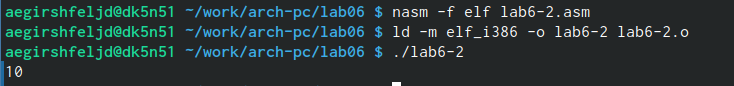 aegirshfeljd@dk5n51 ~/work/arch-pc/lab06 $ nasm -f elf lab6-2.asm
aegirshfeljd@dk5n51 ~/work/arch-pc/lab06 $ ld -m elf_i386 -o lab6-2 lab6-2.o
aegirshfeljd@dk5n51 ~/work/arch-pc/lab06 $ ./lab6-2
10